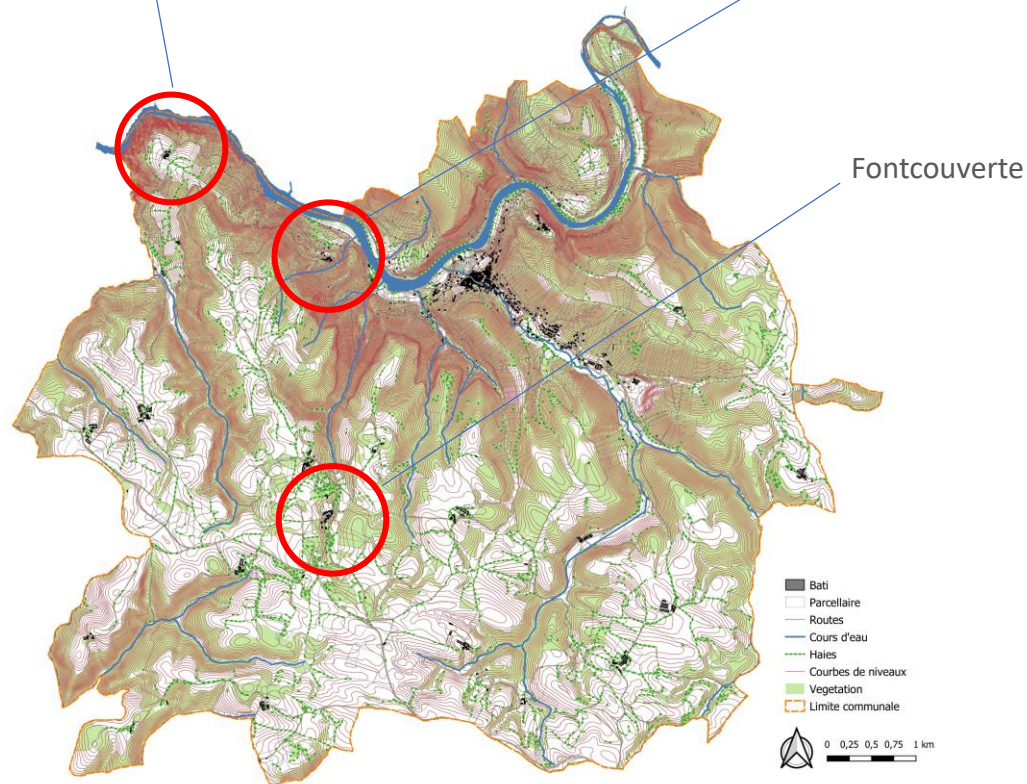 Fontcouverte
Bati
Parcellaire
Routes
Cours d'eau
Haies
Courbes de niveaux
Vegetation
Limite communale
0 0,25 0,5 0,75 1 km